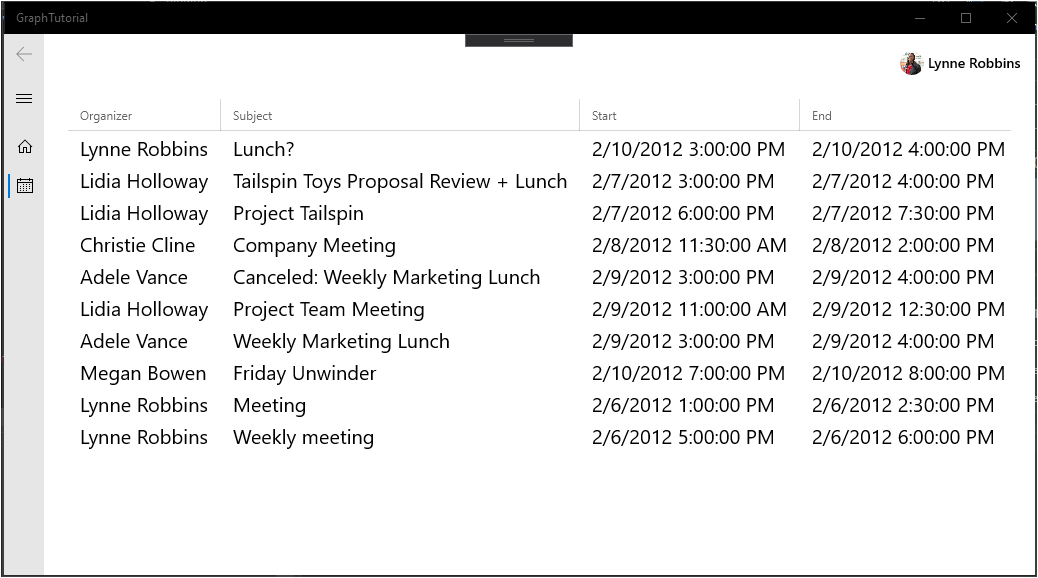 GraphTutorial
Lynne Robbins
Organizer Subject Start End
Lynne Robbins Lunch? 2/10/2012 3:00:00 PM 2/10/2012 4:00:00 PM
Lidia Holloway Tailspin Toys Proposal Review + Lunch 2/7/2012 3:00:00 PM 2/7/2012 4:00:00 PM
Lidia Holloway Project Tailspin 2/7/2012 6:00:00 PM 2/7/2012 7:30:00 PM
Christie Cline Company Meeting 2/8/2012 11:30:00 AM 2/8/2012 2:00:00 PM
Adele Vance Canceled: Weekly Marketing Lunch 2/9/2012 3:00:00 PM 2/9/2012 4:00:00 PM
Lidia Holloway Project Team Meeting 2/9/2012 11:00:00 AM 2/9/2012 12:30:00 PM
Adele Vance Weekly Marketing Lunch 2/9/2012 3:00:00 PM 2/9/2012 4:00:00 PM
Megan Bowen Friday Unwinder 2/10/2012 7:00:00 PM 2/10/2012 8:00:00 PM
Lynne Robbins Meeting 2/6/2012 1:00:00 PM 2/6/2012 2:30:00 PM
Lynne Robbins Weekly meeting 2/6/2012 5:00:00 PM 2/6/2012 6:00:00 PM